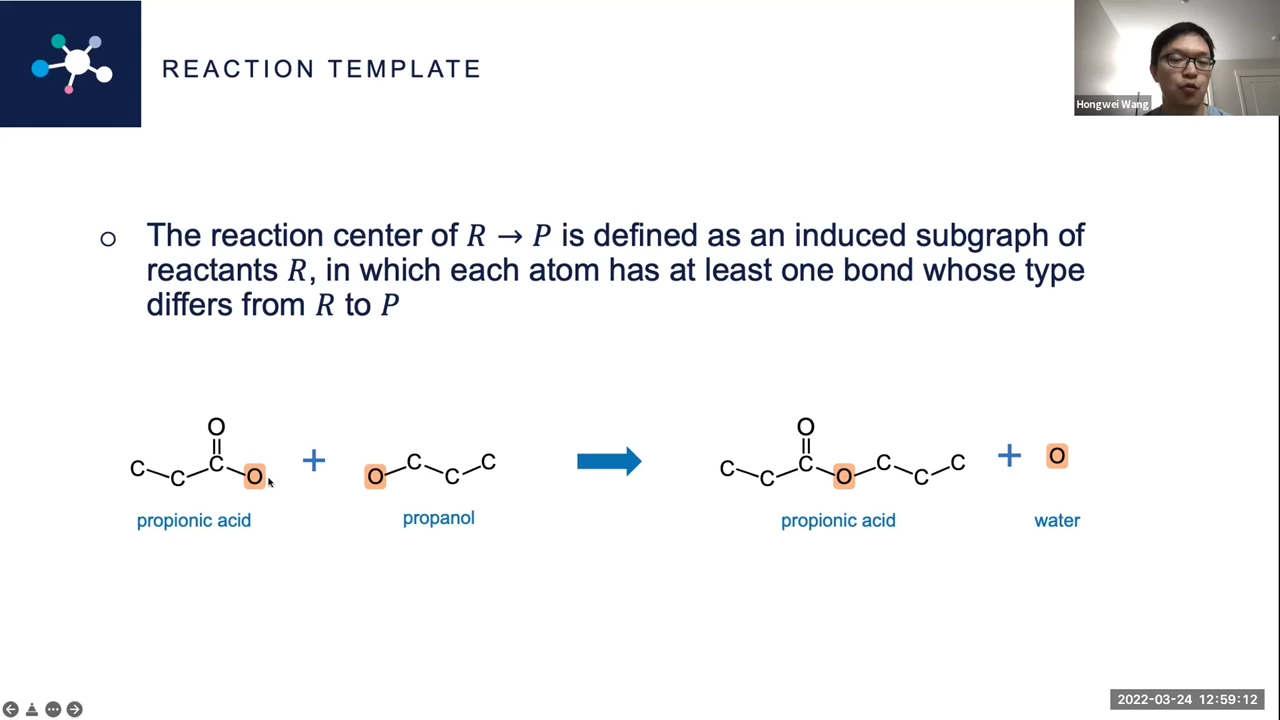 REACTION TEMPLATE
Hongwei Wang
The reaction center of R → P is defined as an induced subgraph of
reactants R, in which each atom has at least one bond whose type
differs from R to P
O
C C C O + O C C C
O
C C C O C C C + O
propionic acid
propanol
propionic acid
water
2022-03-24 12:59:12